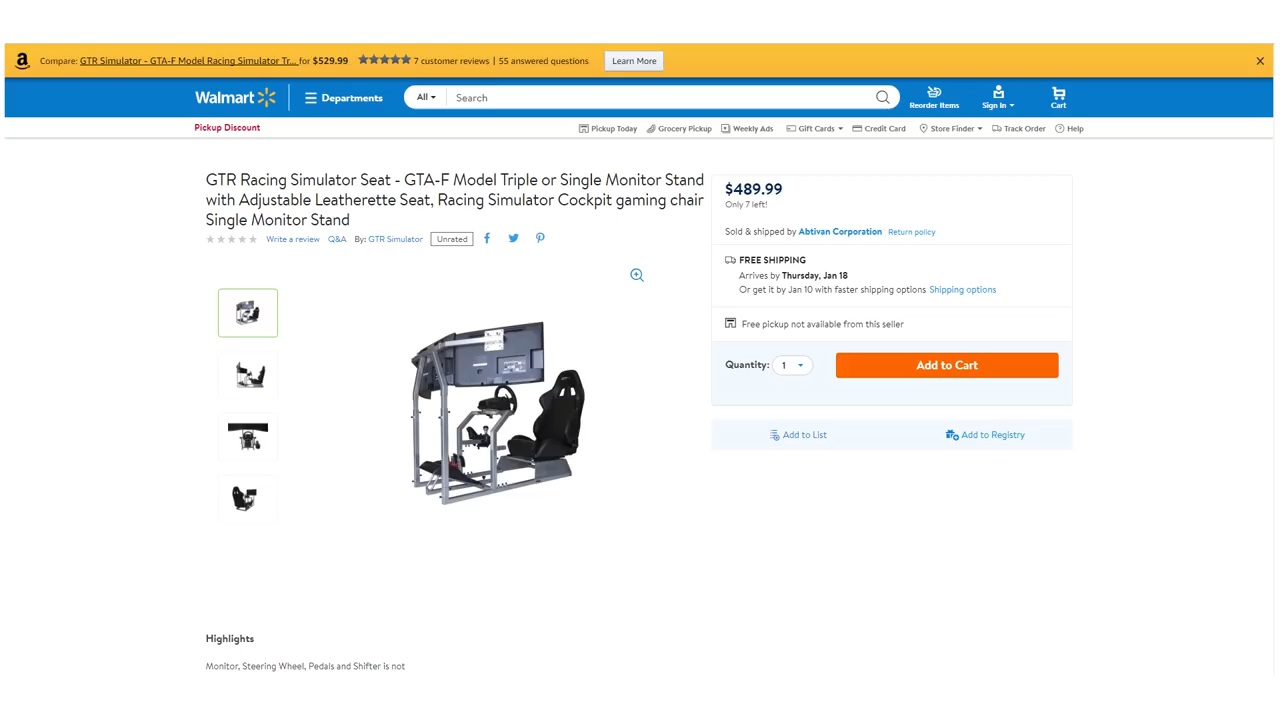 Compare: GTR Simulator - GTA-F Model Racing Simulator Tr... for $529.99 7 customer reviews | 55 answered questions Learn More
Walmart Departments All Search Reorder Items Sign In Cart
Pickup Discount Pickup Today Grocery Pickup Weekly Ads Gift Cards Credit Card Store Finder Track Order Help
GTR Racing Simulator Seat - GTA-F Model Triple or Single Monitor Stand
with Adjustable Leatherette Seat, Racing Simulator Cockpit gaming chair
Single Monitor Stand
Write a review Q&A By: GTR Simulator Unrated
$489.99
Only 7 left!
Sold & shipped by Abtivan Corporation Return policy
FREE SHIPPING
Arrives by Thursday, Jan 18
Or get it by Jan 10 with faster shipping options Shipping options
Free pickup not available from this seller
Quantity: 1 Add to Cart
Add to List Add to Registry
Highlights
Monitor, Steering Wheel, Pedals and Shifter is not